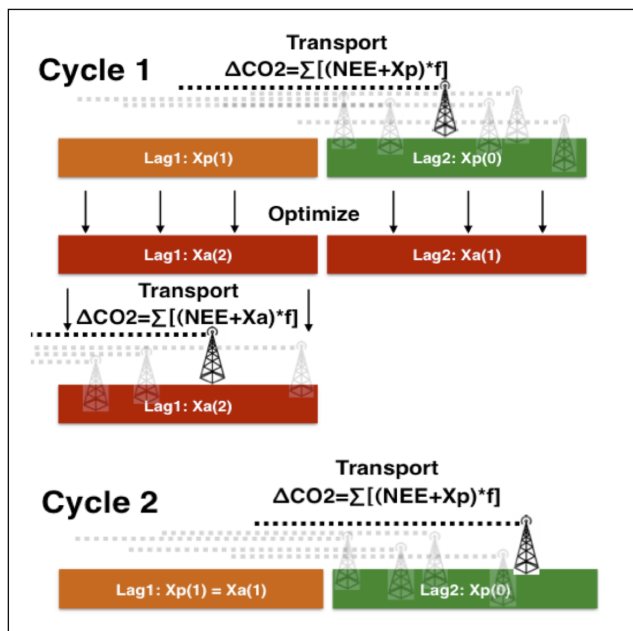 Transport
Cycle 1
ΔCO2=∑[(NEE+Xp)*f]
Lag1: Xp(1)
Lag2: Xp(0)
Optimize
Lag1: Xa(2)
Lag2: Xa(1)
Transport
ΔCO2=∑[(NEE+Xa)*f]
Lag1: Xa(2)
Transport
Cycle 2
ΔCO2=∑[(NEE+Xp)*f]
Lag1: Xp(1) = Xa(1)
Lag2: Xp(0)